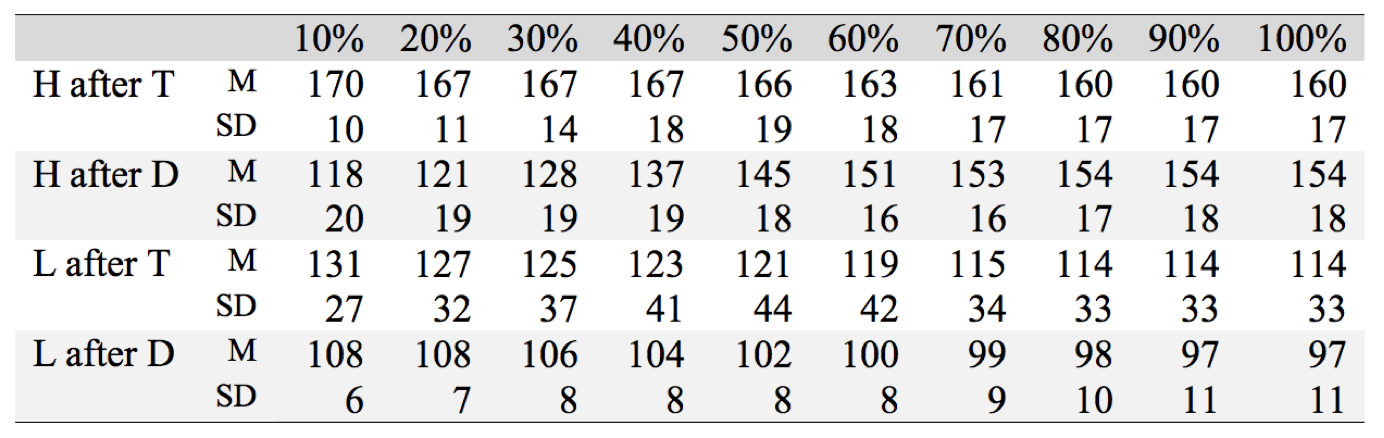 10% 20% 30% 40% 50% 60% 70% 80% 90% 100%
H after T M 170 167 167 167 166 163 161 160 160 160
SD 10 11 14 18 19 18 17 17 17 17
H after D M 118 121 128 137 145 151 153 154 154 154
SD 20 19 19 19 18 16 16 17 18 18
L after T M 131 127 125 123 121 119 115 114 114 114
SD 27 32 37 41 44 42 34 33 33 33
L after D M 108 108 106 104 102 100 99 98 97 97
SD 6 7 8 8 8 8 9 10 11 11